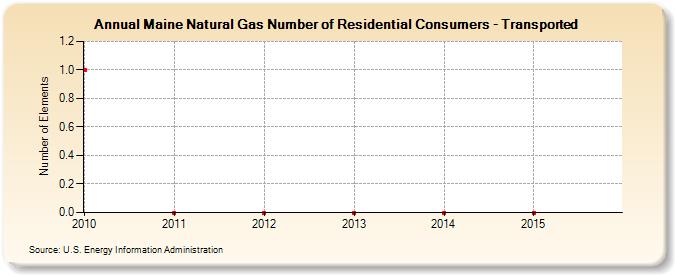 Annual Maine Natural Gas Number of Residential Consumers - Transported
Number of Elements
1.2
1.0
0.8
0.6
0.4
0.2
0.0
2010 2011 2012 2013 2014 2015
Source: U.S. Energy Information Administration